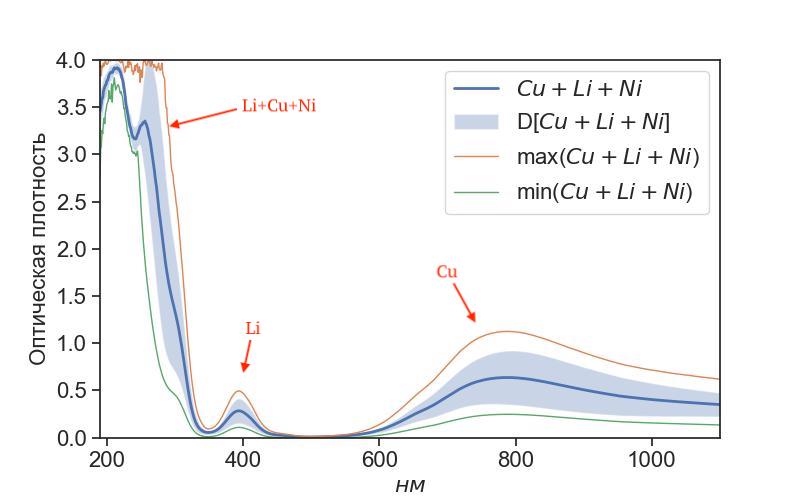 4.0
3.5
3.0
2.5
2.0
1.5
1.0
0.5
0.0
Оптическая плотность
200
400
600
800
1000
нм
Cu + Li + Ni
D[Cu + Li + Ni]
max(Cu + Li + Ni)
min(Cu + Li + Ni)
Li+Cu+Ni
Li
Cu